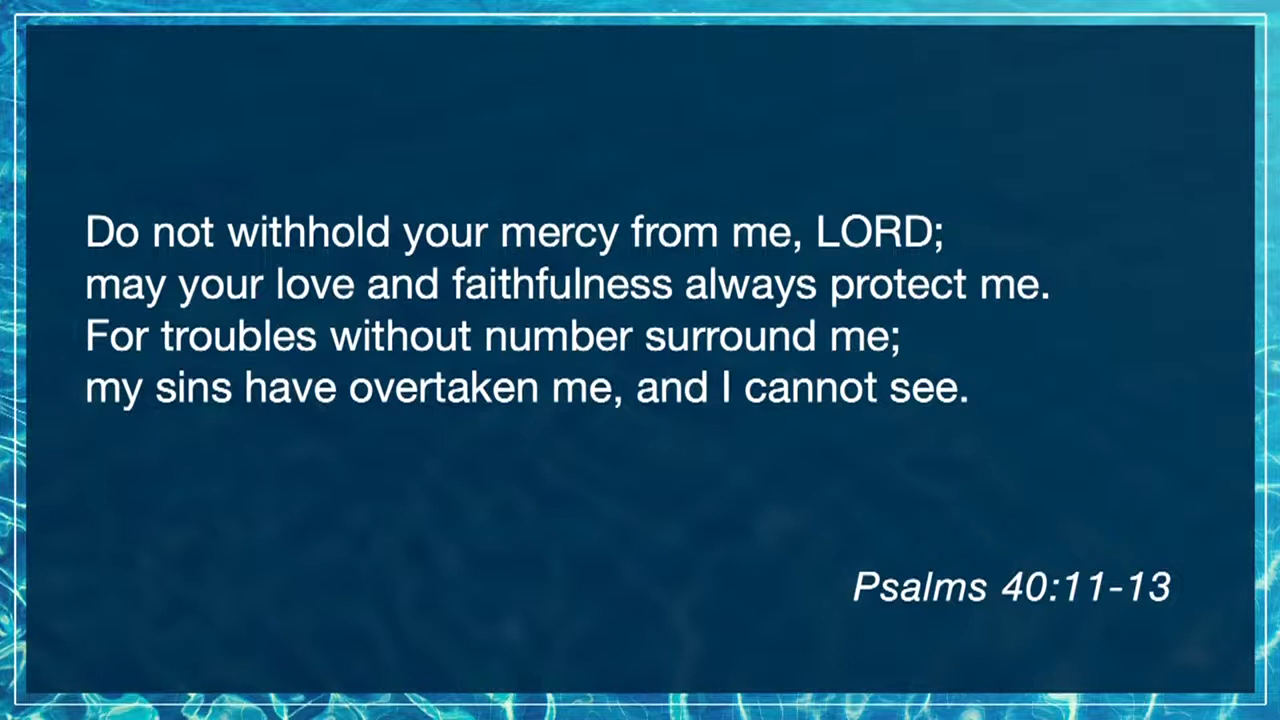 Do not withhold your mercy from me, LORD;
may your love and faithfulness always protect me.
For troubles without number surround me;
my sins have overtaken me, and I cannot see.
Psalms 40:11-13